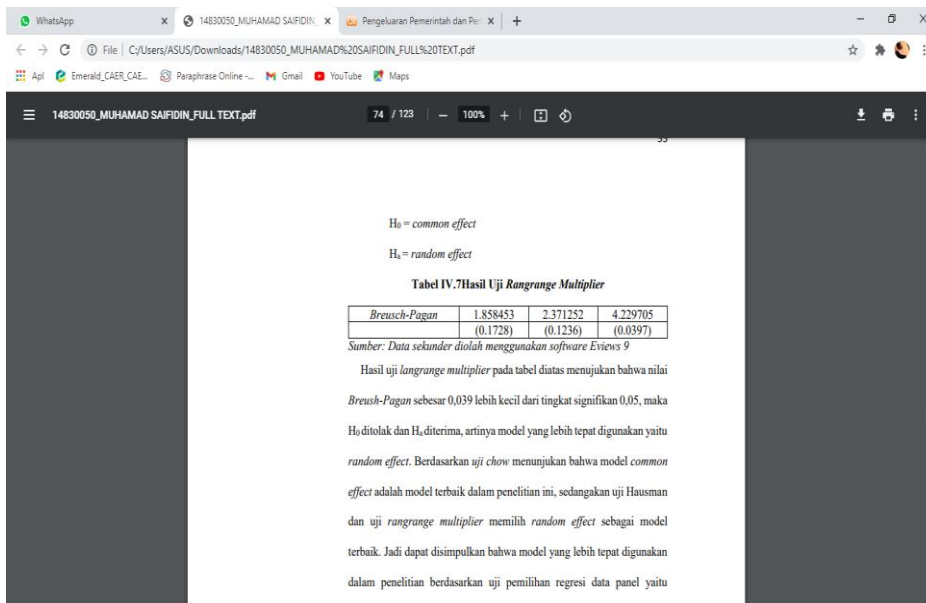 WhatsApp
14830050_MUHAMAD SAIFIDIN_
Pengeluaran Pemerintah dan Per
File | C:/Users/ASUS/Downloads/14830050_MUHAMAD%20SAIFIDIN_FULL%20TEXT.pdf
Apl Emerald_CAER_CAE... Paraphrase Online -... Gmail YouTube Maps
14830050_MUHAMAD SAIFIDIN_FULL TEXT.pdf 74 / 123 100%
H₀ = common effect
Hₐ = random effect
Tabel IV.7Hasil Uji Rangrange Multiplier
Breusch-Pagan 1.858453 2.371252 4.229705
(0.1728) (0.1236) (0.0397)
Sumber: Data sekunder diolah menggunakan software Eviews 9
Hasil uji langrange multiplier pada tabel diatas menujukan bahwa nilai
Breush-Pagan sebesar 0,039 lebih kecil dari tingkat signifikan 0,05, maka
H₀ ditolak dan Hₐ diterima, artinya model yang lebih tepat digunakan yaitu
random effect. Berdasarkan uji chow menunjukan bahwa model common
effect adalah model terbaik dalam penelitian ini, sedangakan uji Hausman
dan uji rangrange multiplier memilih random effect sebagai model
terbaik. Jadi dapat disimpulkan bahwa model yang lebih tepat digunakan
dalam penelitian berdasarkan uji pemilihan regresi data panel yaitu